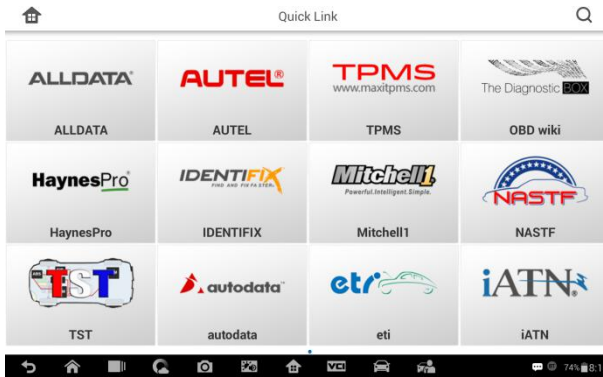 Quick Link
ALLDATA
AUTEL®
TPMS
www.maxitpms.com
The Diagnostic BOX
ALLDATA
AUTEL
TPMS
OBD wiki
HaynesPro
IDENTIFIX
FIND AND FIX FASTER.
Mitchell1
Powerful.Intelligent.Simple.
NASTF
HaynesPro
IDENTIFIX
Mitchell1
NASTF
TST
autodata
eti
iATN
TST
autodata
eti
iATN
VCI
74%